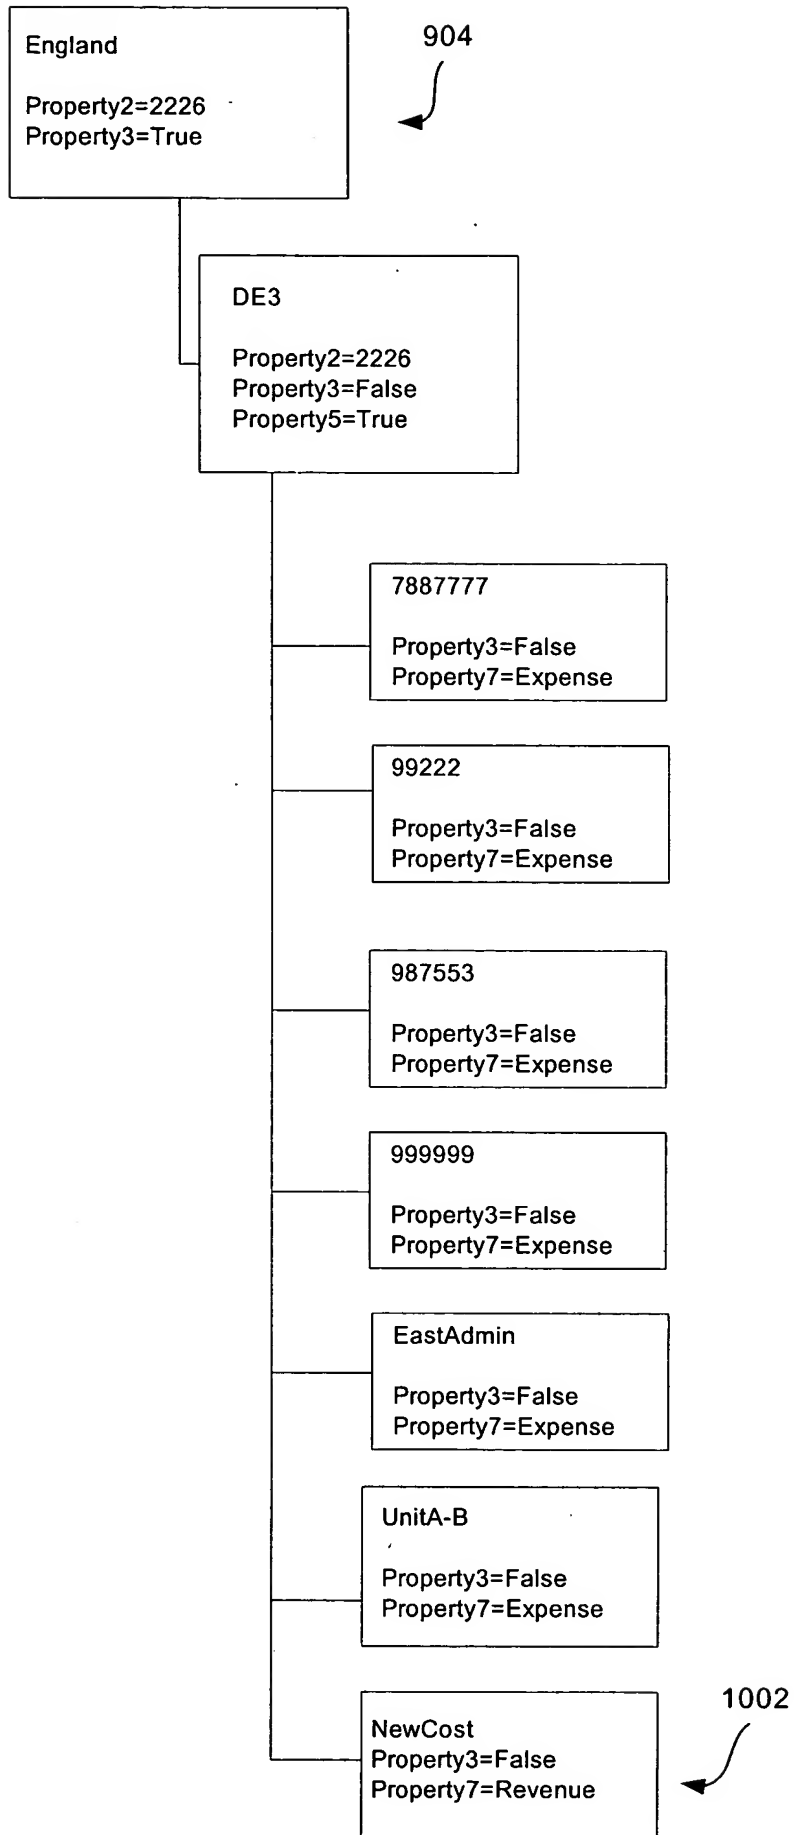 England
904
Property2=2226
Property3=True
DE3
Property2=2226
Property3=False
Property5=True
7887777
Property3=False
Property7=Expense
99222
Property3=False
Property7=Expense
987553
Property3=False
Property7=Expense
999999
Property3=False
Property7=Expense
EastAdmin
Property3=False
Property7=Expense
UnitA-B
Property3=False
Property7=Expense
1002
NewCost
Property3=False
Property7=Revenue